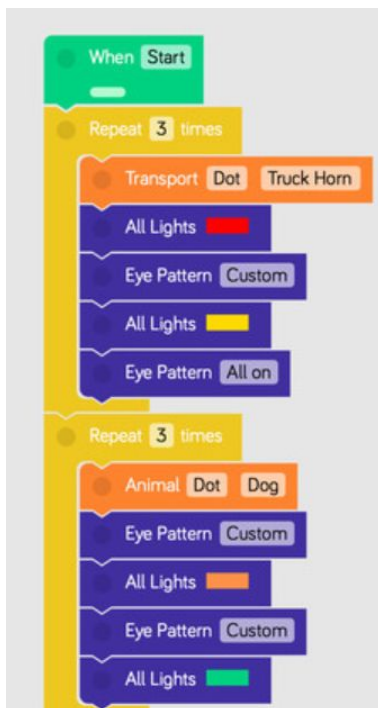 When Start
Repeat 3 times
Transport Dot Truck Horn
All Lights
Eye Pattern Custom
All Lights
Eye Pattern All on
Repeat 3 times
Animal Dot Dog
Eye Pattern Custom
All Lights
Eye Pattern Custom
All Lights